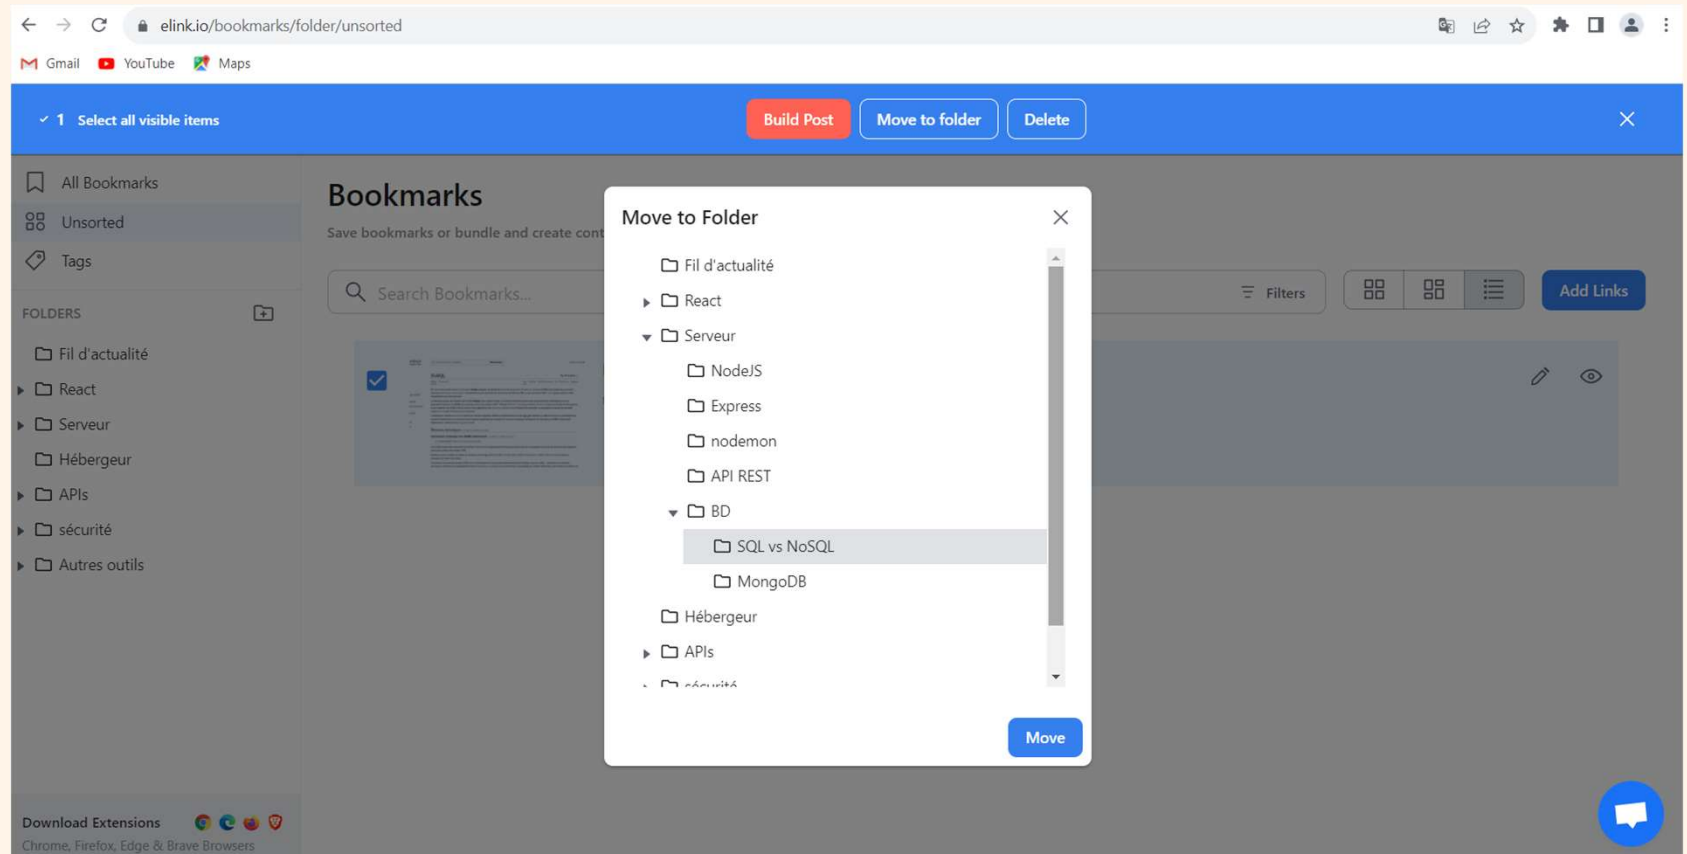 elink.io/bookmarks/folder/unsorted
Gmail YouTube Maps
1 Select all visible items
Build Post Move to folder Delete
All Bookmarks
Unsorted
Tags
FOLDERS
Fil d'actualité
React
Serveur
Hébergeur
APIs
sécurité
Autres outils
Download Extensions
Chrome, Firefox, Edge & Brave Browsers
Bookmarks
Save bookmarks or bundle and create cont
Search Bookmarks...
Filters
Add Links
Move to Folder
Fil d'actualité
React
Serveur
NodeJS
Express
nodemon
API REST
BD
SQL vs NoSQL
MongoDB
Hébergeur
APIs
sécurité
Move